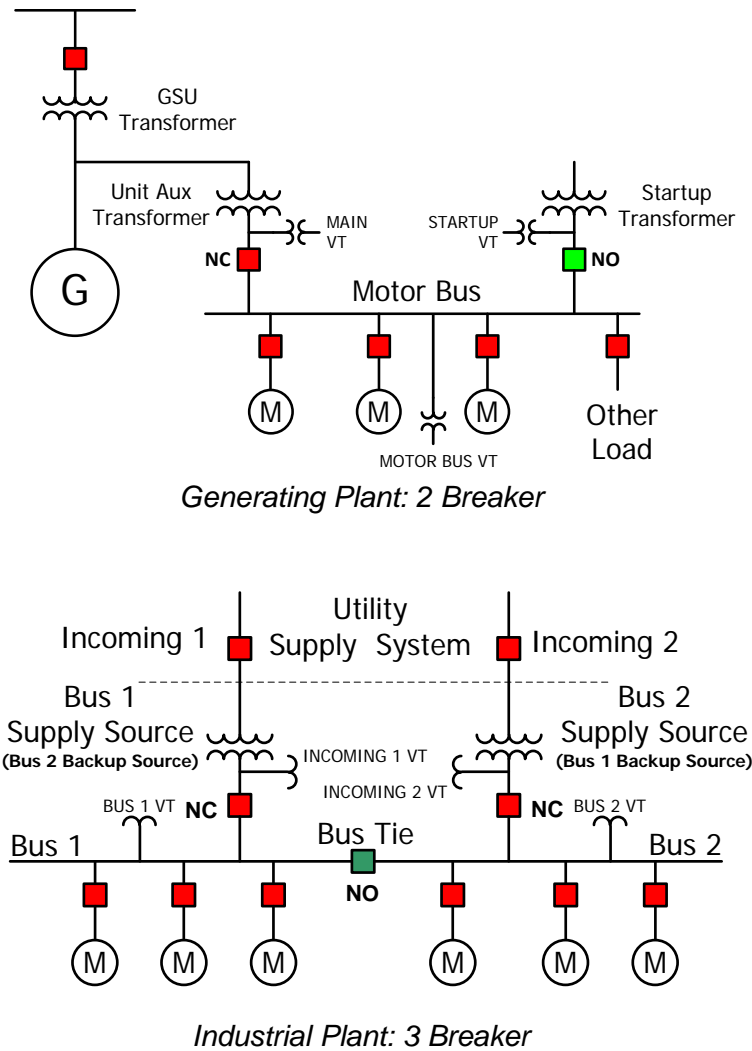 GSU
Transformer
Unit Aux
Transformer
MAIN
VT
STARTUP
VT
Startup
Transformer
NC
NO
G
Motor Bus
M
M
M
Other
Load
MOTOR BUS VT
Generating Plant: 2 Breaker
Utility
Supply System
Incoming 1
Incoming 2
Bus 1
Supply Source
(Bus 2 Backup Source)
Bus 2
Supply Source
(Bus 1 Backup Source)
INCOMING 1 VT
INCOMING 2 VT
BUS 1 VT
NC
NC
BUS 2 VT
Bus 1
Bus Tie
Bus 2
NO
M
M
M
M
M
M
Industrial Plant: 3 Breaker